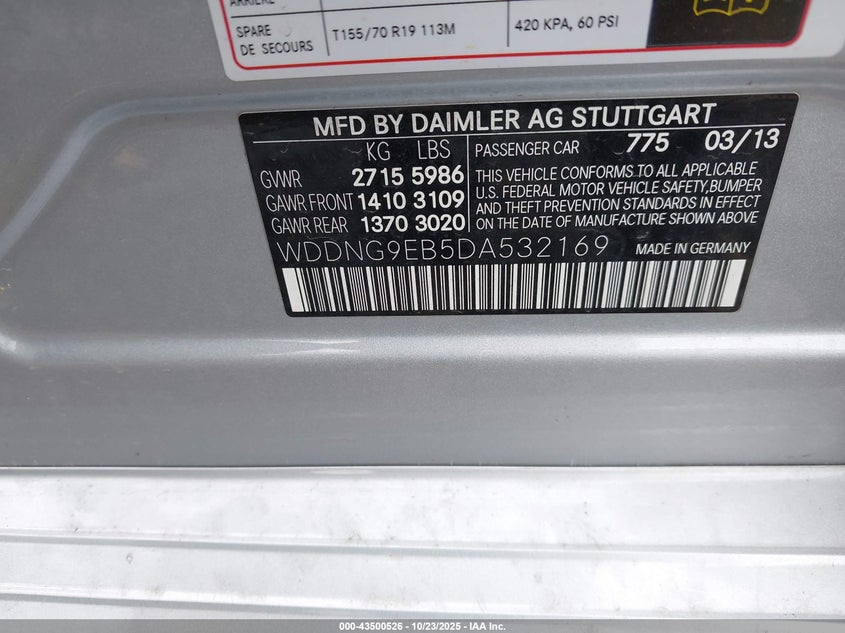 ARRIÈRE
SPARE
DE SECOURS
T155/70 R19 113M
420 KPA, 60 PSI
MFD BY DAIMLER AG STUTTGART
KG LBS
GVWR 2715 5986
GAWR FRONT 1410 3109
GAWR REAR 1370 3020
PASSENGER CAR 775 03/13
THIS VEHICLE CONFORMS TO ALL APPLICABLE
U.S. FEDERAL MOTOR VEHICLE SAFETY,BUMPER
AND THEFT PREVENTION STANDARDS IN EFFECT
ON THE DATE OF MANUFACTURE SHOWN ABOVE
WDDNG9EB5DA532169 MADE IN GERMANY
000-43500526 - 10/23/2025 - IAA Inc.